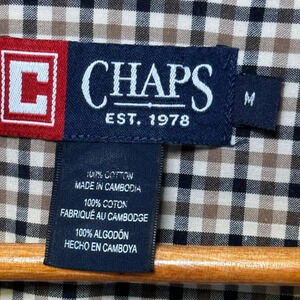 C
CHAPS
EST. 1978
M
100% COTTON
MADE IN CAMBODIA
100% COTON
FABRIQUÉ AU CAMBODGE
100% ALGODÓN
HECHO EN CAMBOYA